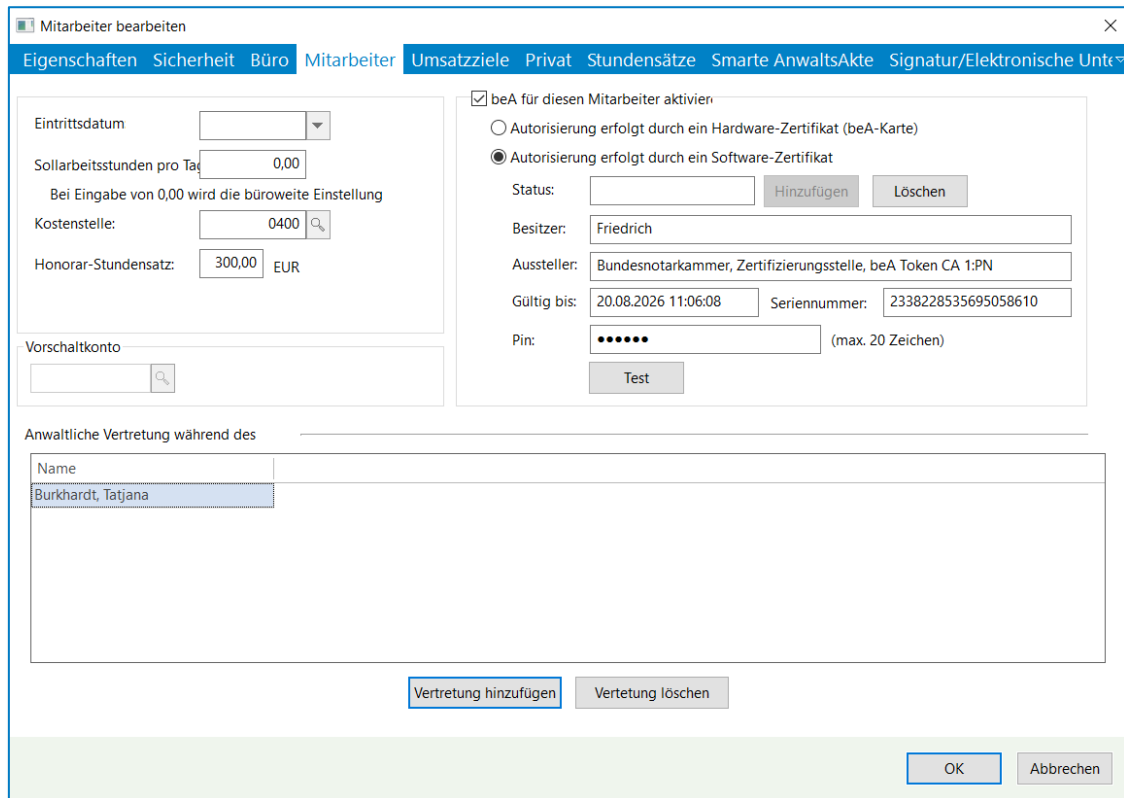 Mitarbeiter bearbeiten
Eigenschaften Sicherheit Büro Mitarbeiter Umsatzziele Privat Stundensätze Smarte AnwaltsAkte Signatur/Elektronische Unte
Eintrittsdatum
Sollarbeitsstunden pro Tag 0,00
Bei Eingabe von 0,00 wird die büroweite Einstellung
Kostenstelle: 0400
Honorar-Stundensatz: 300,00 EUR
Vorschaltkonto
beA für diesen Mitarbeiter aktivieren
Autorisierung erfolgt durch ein Hardware-Zertifikat (beA-Karte)
Autorisierung erfolgt durch ein Software-Zertifikat
Status: Hinzufügen Löschen
Besitzer: Friedrich
Aussteller: Bundesnotarkammer, Zertifizierungsstelle, beA Token CA 1:PN
Gültig bis: 20.08.2026 11:06:08 Seriennummer: 2338228535695058610
Pin: ●●●●●● (max. 20 Zeichen)
Test
Anwaltliche Vertretung während des
Name
Burkhardt, Tatjana
Vertretung hinzufügen Vertetung löschen
OK Abbrechen